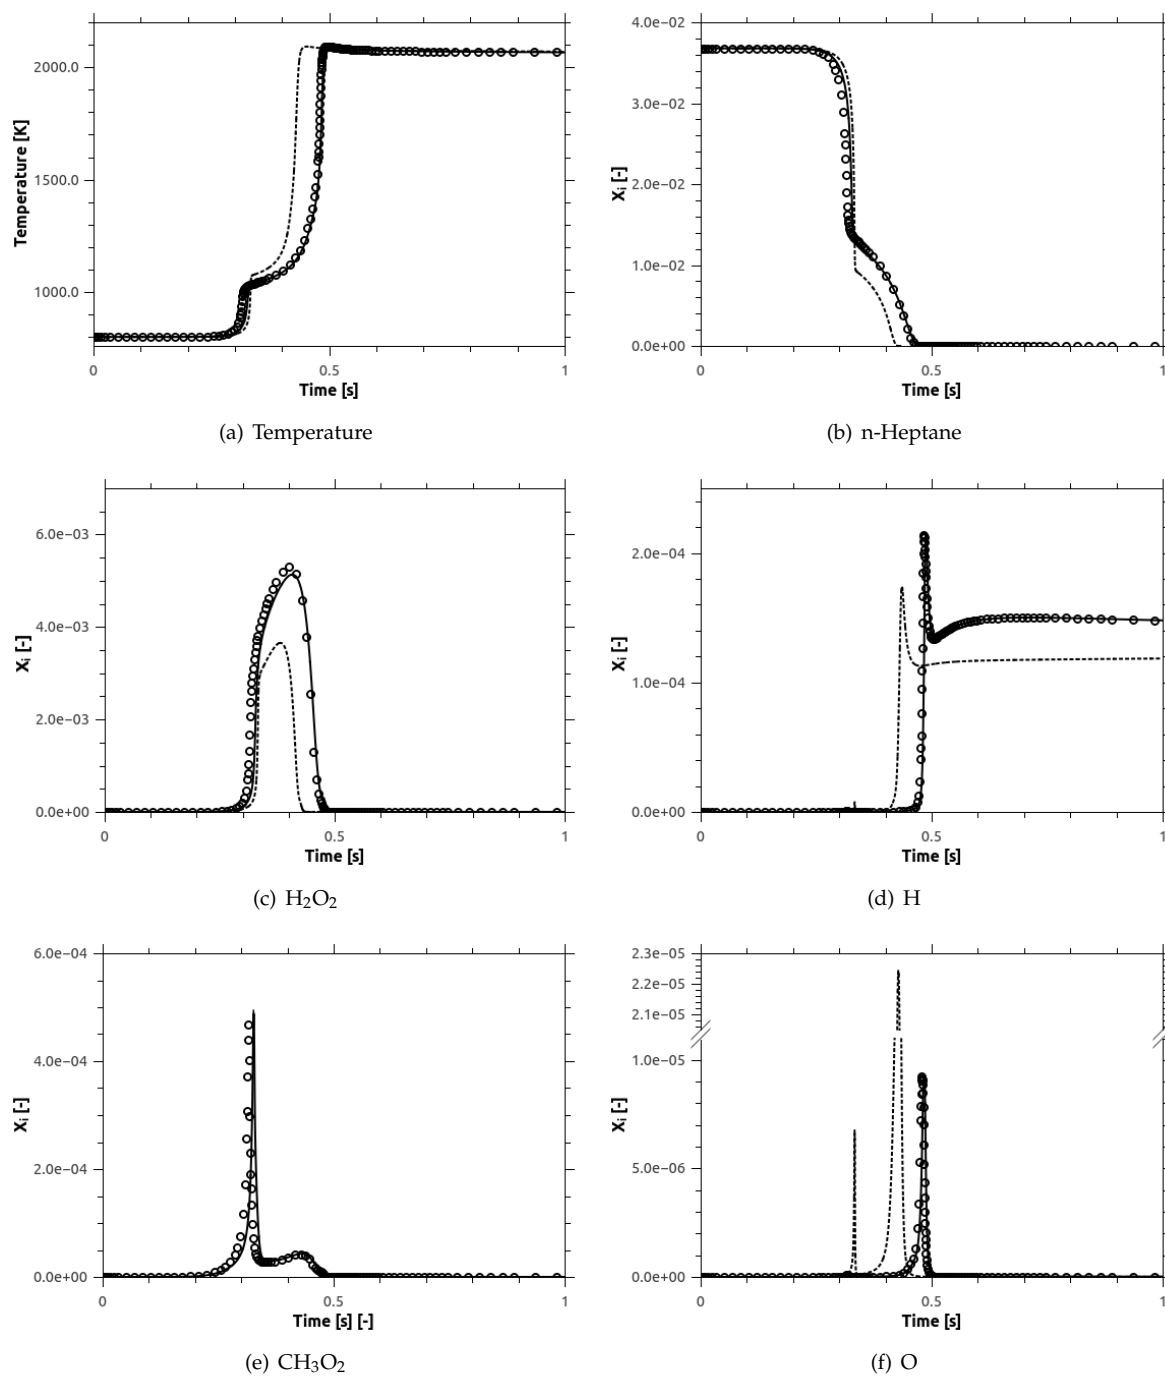 2000.0
1500.0
1000.0
Temperature [K]
0 0.5 1
Time [s]
(a) Temperature
4.0e−02
3.0e−02
2.0e−02
1.0e−02
0.0e+00
Xi [-]
0 0.5 1
Time [s]
(b) n-Heptane
6.0e−03
4.0e−03
2.0e−03
0.0e+00
Xi [-]
0 0.5 1
Time [s]
(c) H2O2
2.0e−04
1.0e−04
0.0e+00
Xi [-]
0 0.5 1
Time [s]
(d) H
6.0e−04
4.0e−04
2.0e−04
0.0e+00
Xi [-]
0 0.5 1
Time [s] [-]
(e) CH3O2
2.3e−05
2.2e−05
2.1e−05
1.0e−05
5.0e−06
0.0e+00
Xi [-]
0 0.5 1
Time [s]
(f) O